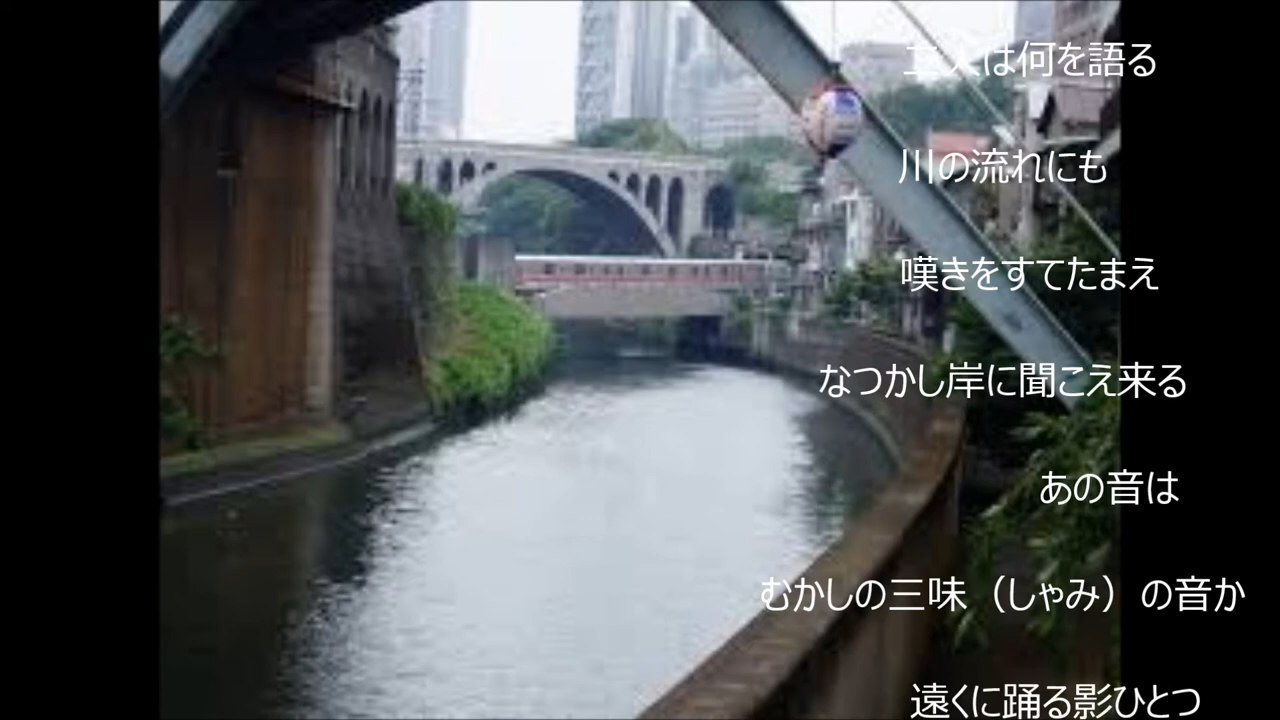 二人は何を語る
川の流れにも
嘆きをすてたまえ
なつかし岸に聞こえ来る
あの音は
むかしの三味（しゃみ）の音か
遠くに踊る影ひとつ